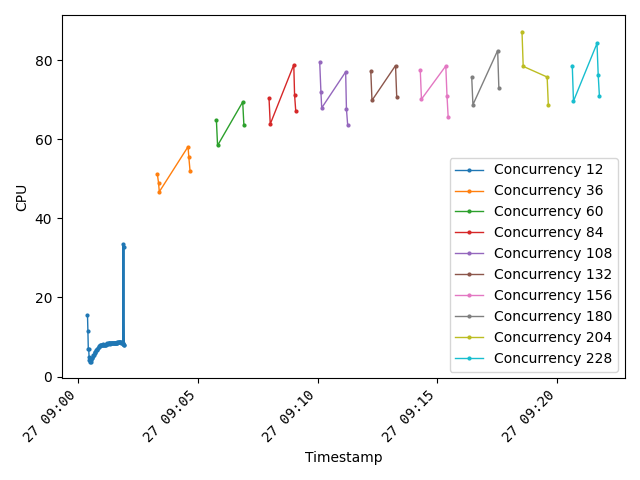 80
60
40
20
0
CPU
Concurrency 12
Concurrency 36
Concurrency 60
Concurrency 84
Concurrency 108
Concurrency 132
Concurrency 156
Concurrency 180
Concurrency 204
Concurrency 228
27 09:00
27 09:05
27 09:10
27 09:15
27 09:20
Timestamp